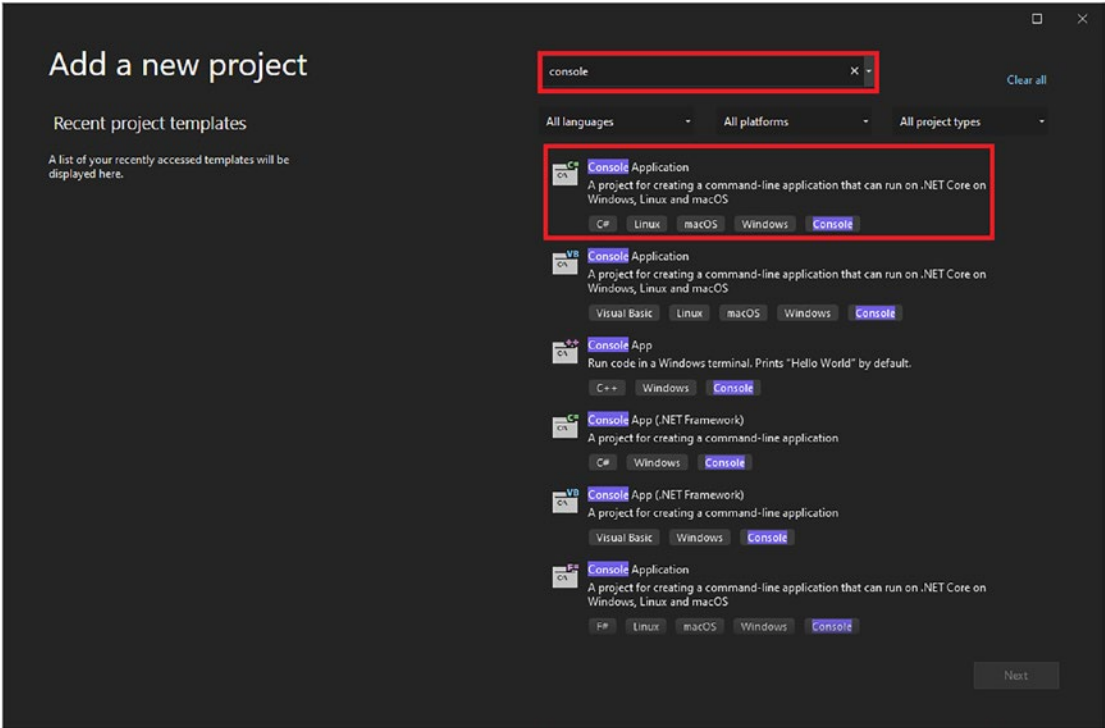 Add a new project
Recent project templates
A list of your recently accessed templates will be
displayed here.
console
Clear all
All languages
All platforms
All project types
Console Application
A project for creating a command-line application that can run on .NET Core on
Windows, Linux and macOS
C# Linux macOS Windows Console
Console Application
A project for creating a command-line application that can run on .NET Core on
Windows, Linux and macOS
Visual Basic Linux macOS Windows Console
Console App
Run code in a Windows terminal. Prints "Hello World" by default.
C++ Windows Console
Console App (.NET Framework)
A project for creating a command-line application
C# Windows Console
Console App (.NET Framework)
A project for creating a command-line application
Visual Basic Windows Console
Console Application
A project for creating a command-line application that can run on .NET Core on
Windows, Linux and macOS
F# Linux macOS Windows Console
Next